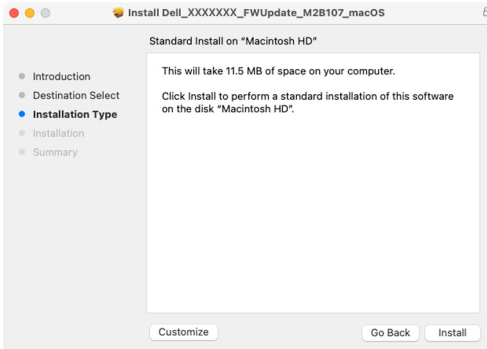 Install Dell_XXXXXXX_FWUpdate_M2B107_macOS
Standard Install on “Macintosh HD”
Introduction
Destination Select
Installation Type
Installation
Summary
This will take 11.5 MB of space on your computer.
Click Install to perform a standard installation of this software
on the disk “Macintosh HD”.
Customize
Go Back
Install